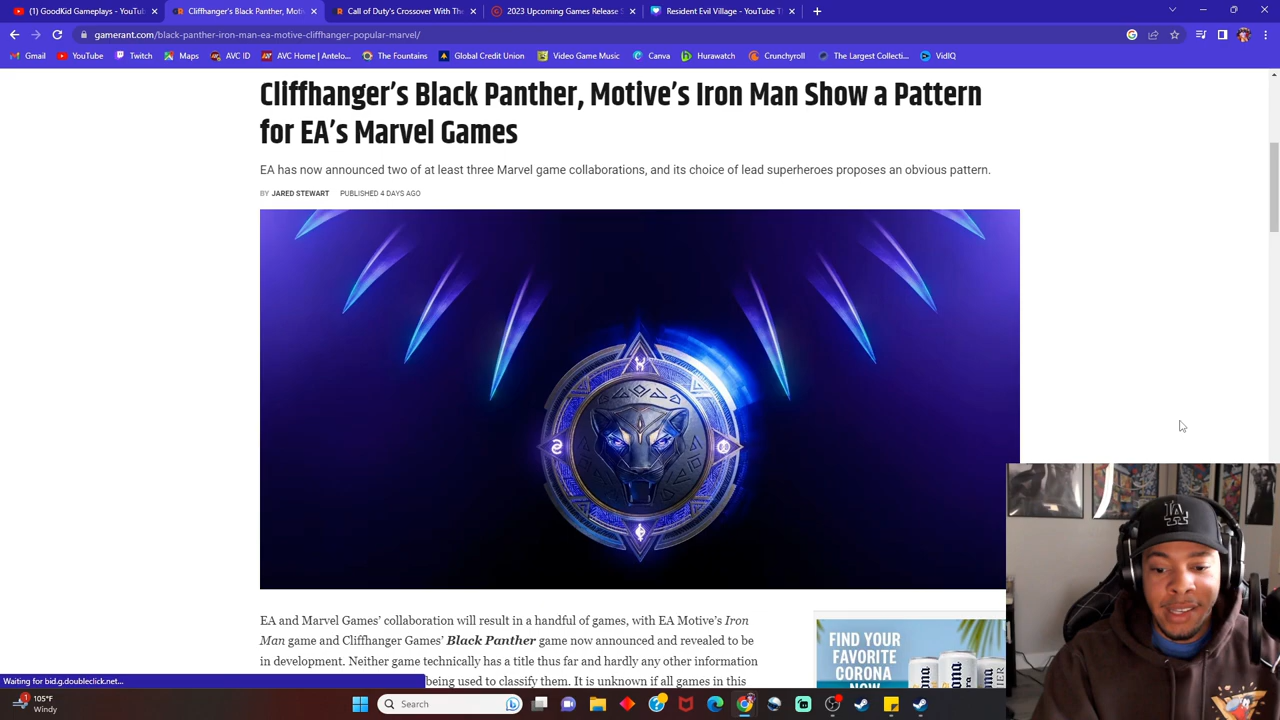 (1) GoodKid Gameplays - YouTu
Cliffhanger's Black Panther, Moti
Call of Duty's Crossover With The
2023 Upcoming Games Release S
Resident Evil Village - YouTube T
gamerant.com/black-panther-iron-man-ea-motive-cliffhanger-popular-marvel/
Gmail YouTube Twitch Maps AVC ID AVC Home | Antelo... The Fountains Global Credit Union Video Game Music Canva Hurawatch Crunchyroll The Largest Collecti... VidIQ
Cliffhanger's Black Panther, Motive's Iron Man Show a Pattern
for EA's Marvel Games
EA has now announced two of at least three Marvel game collaborations, and its choice of lead superheroes proposes an obvious pattern.
BY JARED STEWART PUBLISHED 4 DAYS AGO
EA and Marvel Games' collaboration will result in a handful of games, with EA Motive's Iron
Man game and Cliffhanger Games' Black Panther game now announced and revealed to be
in development. Neither game technically has a title thus far and hardly any other information
being used to classify them. It is unknown if all games in this
FIND YOUR
FAVORITE
CORONA
NOW
Waiting for bid.g.doubleclick.net...
1
105°F
Windy
Search
LA